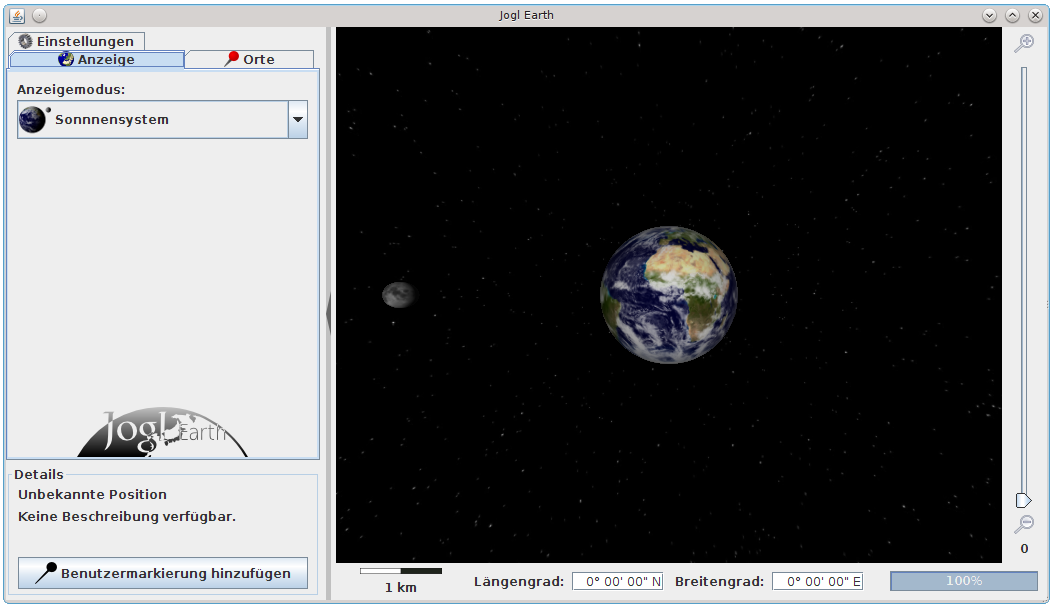 Jogl Earth
Einstellungen
Anzeige
Orte
Anzeigemodus:
Sonnnensystem
Jogl Earth
Details
Unbekannte Position
Keine Beschreibung verfügbar.
Benutzermarkierung hinzufügen
1 km
Längengrad: 0° 00' 00" N Breitengrad: 0° 00' 00" E 100%
0